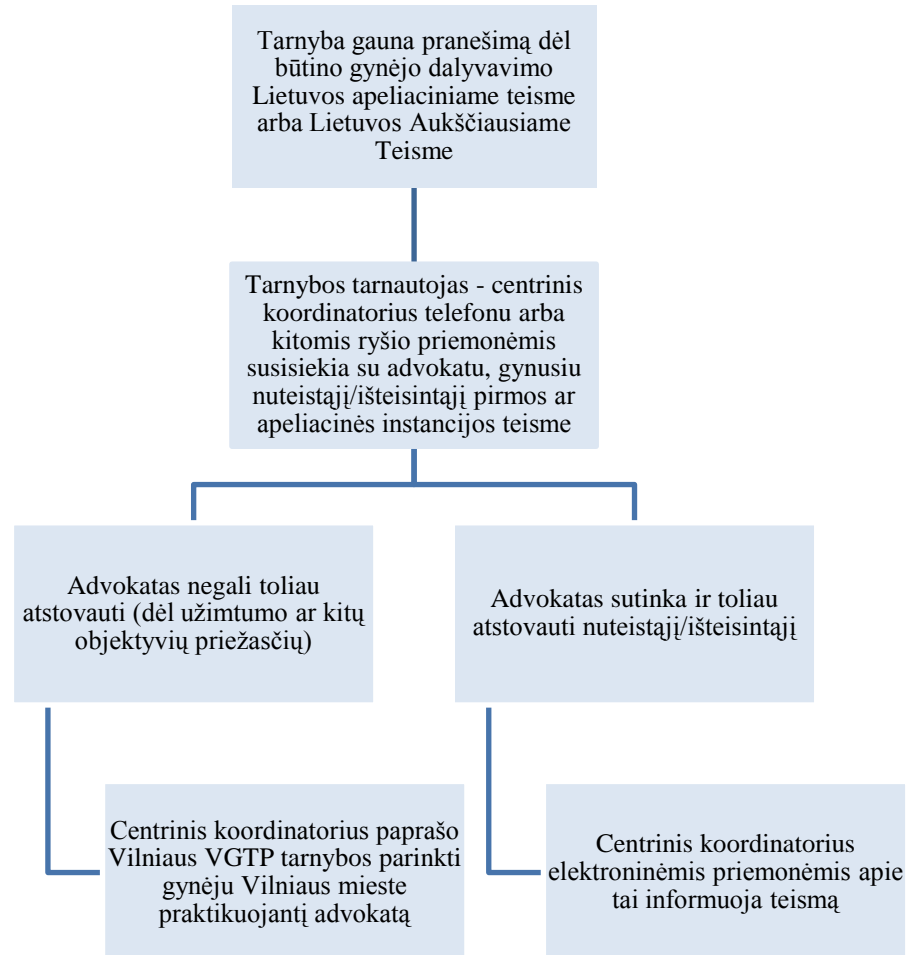 Tarnyba gauna pranešimą dėl
būtino gynėjo dalyvavimo
Lietuvos apeliaciniame teisme
arba Lietuvos Aukščiausiame
Teisme
Tarnybos tarnautojas - centrinis
koordinatorius telefonu arba
kitomis ryšio priemonėmis
susisiekia su advokatu, gynusiu
nuteistąjį/išteisintąjį pirmos ar
apeliacinės instancijos teisme
Advokatas negali toliau
atstovauti (dėl užimtumo ar kitų
objektyvių priežasčių)
Advokatas sutinka ir toliau
atstovauti nuteistąjį/išteisintąjį
Centrinis koordinatorius paprašo
Vilniaus VGTP tarnybos parinkti
gynėju Vilniaus mieste
praktikuojantį advokatą
Centrinis koordinatorius
elektroninėmis priemonėmis apie
tai informuoja teismą